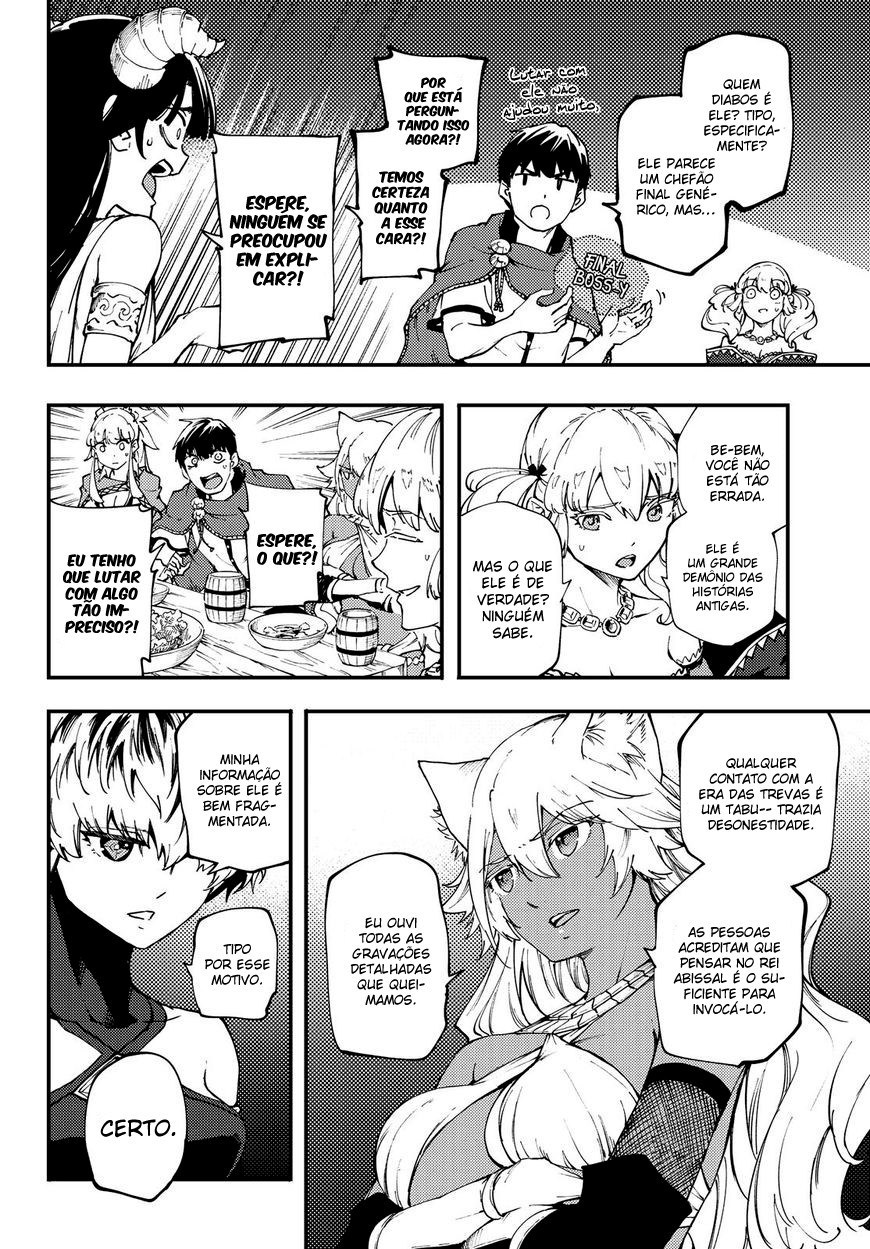 QUEM
DIABOS É
ELE? TIPO,
ESPECIFICA-
MENTE?
ELE PARECE
UM CHEFÃO
FINAL GENÉ-
RICO, MAS...
Lutar com
ele não
ajudou muito.
FINAL
BOSS-Y
POR
QUE ESTÁ
PERGUN-
TANDO ISSO
AGORA?!
TEMOS
CERTEZA
QUANTO
A ESSE
CARA?!
ESPERE,
NINGUÉM SE
PREOCUPOU
EM EXPLI-
CAR?!
BE-BEM,
VOCÊ NÃO
ESTÁ TÃO
ERRADA.
ELE É
UM GRANDE
DEMÔNIO DAS
HISTÓRIAS
ANTIGAS.
MAS O QUE
ELE É DE
VERDADE?
NINGUÉM
SABE.
ESPERE,
O QUE?!
EU TENHO
QUE LUTAR
COM ALGO
TÃO IM-
PRECISO?!
QUALQUER
CONTATO COM A
ERA DAS TREVAS
É UM TABU-- TRAZIA
DESONESTIDADE.
AS PESSOAS
ACREDITAM QUE
PENSAR NO REI
ABISSAL É O SU-
FICIENTE PARA
INVOCÁ-LO.
EU OUVI
TODAS AS
GRAVAÇÕES
DETALHADAS
QUE QUEI-
MAMOS.
MINHA
INFORMAÇÃO
SOBRE ELE É
BEM FRAG-
MENTADA.
TIPO
POR ESSE
MOTIVO.
CERTO.